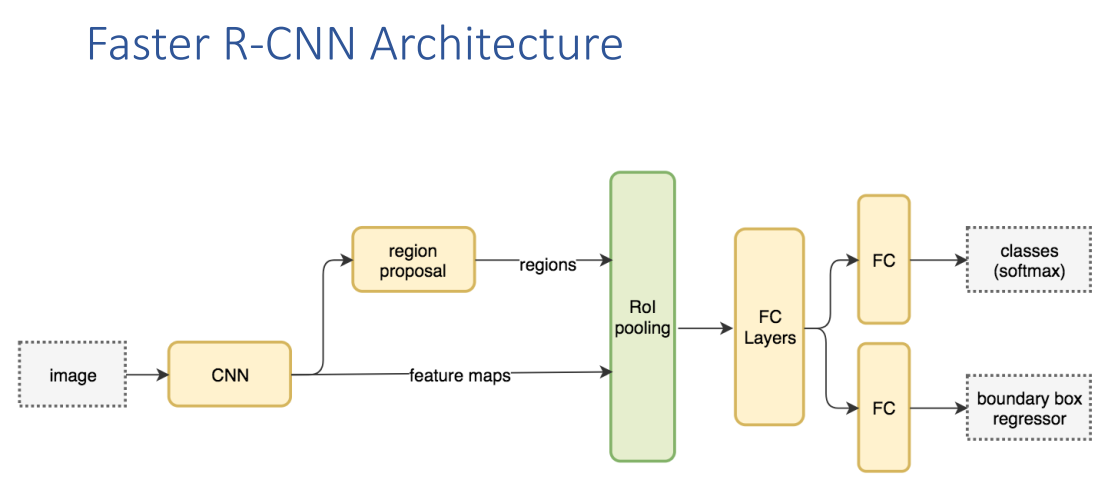 Faster R-CNN Architecture
image
CNN
region
proposal
regions
feature maps
RoI
pooling
FC
Layers
FC
classes
(softmax)
FC
boundary box
regressor